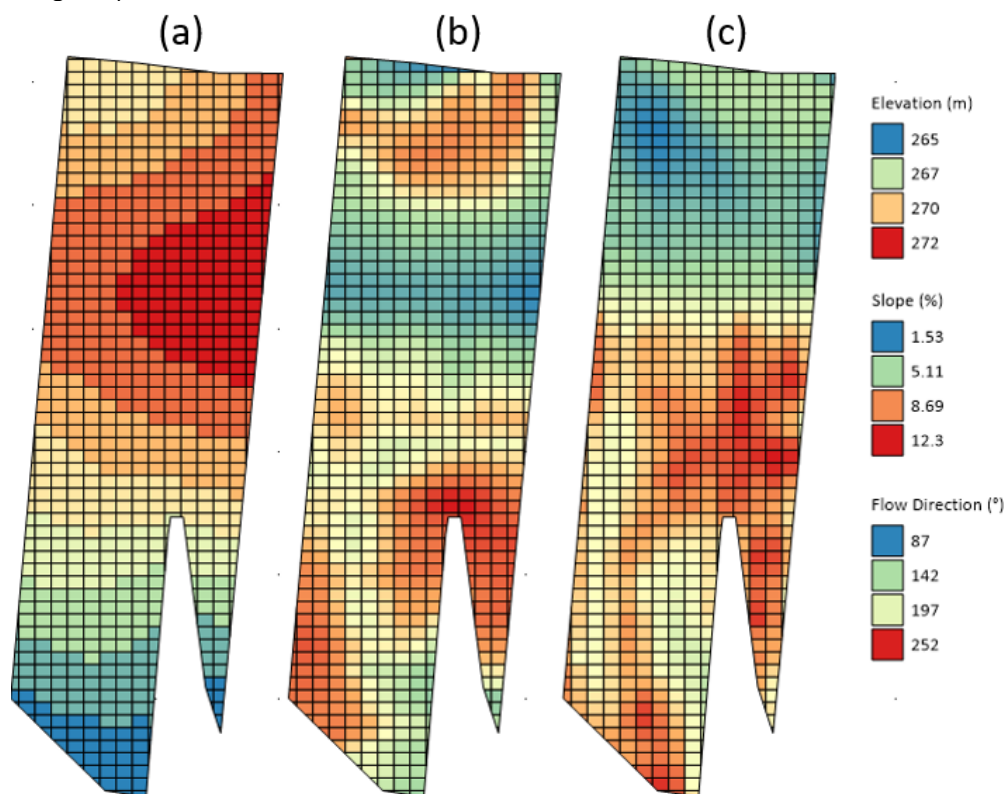 (a)
(b)
(c)
Elevation (m)
265
267
270
272
Slope (%)
1.53
5.11
8.69
12.3
Flow Direction (°)
87
142
197
252